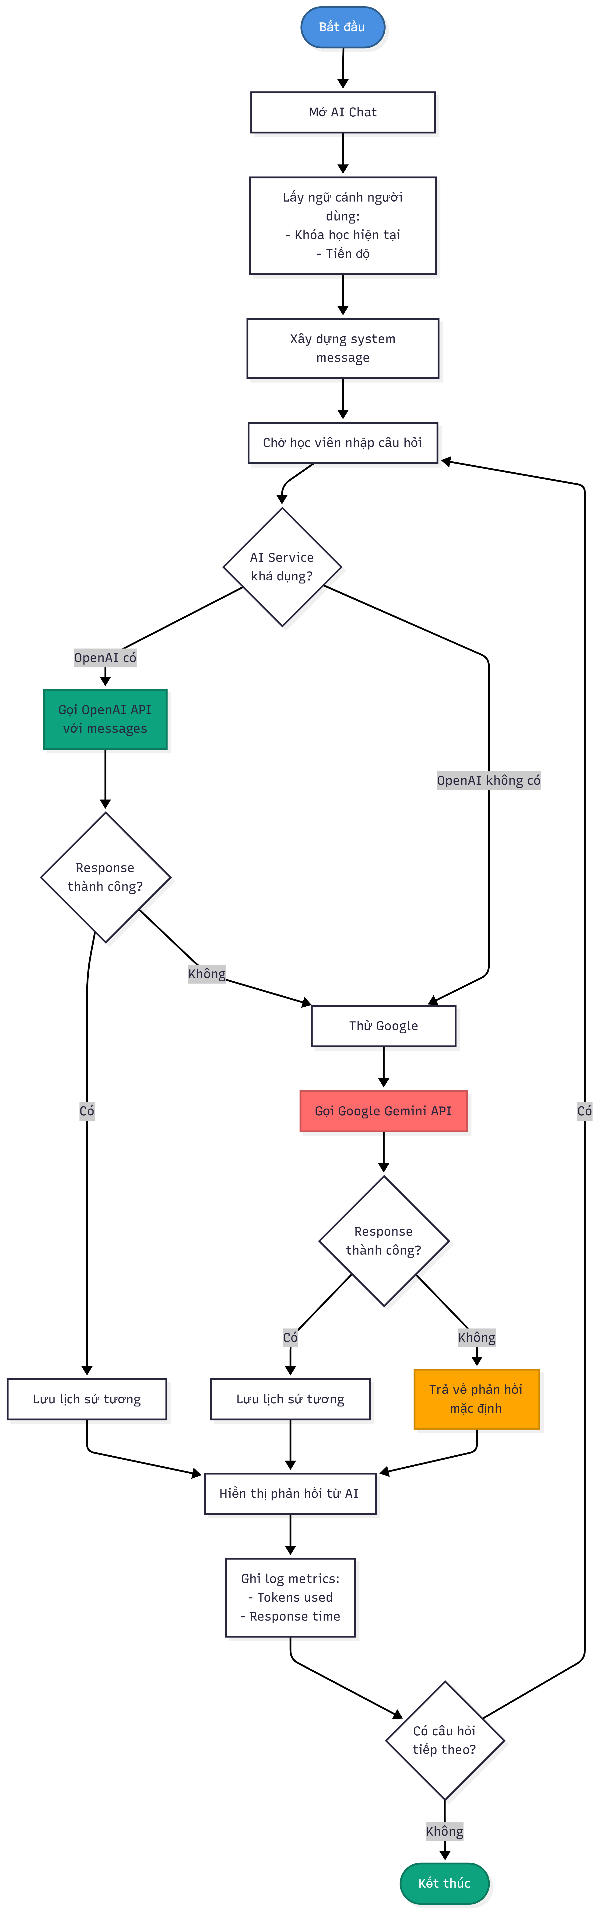 Bắt đầu
Mở AI Chat
Lấy ngữ cảnh người
dùng:
- Khóa học hiện tại
- Tiến độ
Xây dựng system
message
Chờ học viên nhập câu hỏi
AI Service
khả dụng?
OpenAI có
Gọi OpenAI API
với messages
OpenAI không có
Response
thành công?
Không
Thử Google
Có
Có
Gọi Google Gemini API
Response
thành công?
Có
Không
Lưu lịch sử tương
Lưu lịch sử tương
Trả về phản hồi
mặc định
Hiển thị phản hồi từ AI
Ghi log metrics:
- Tokens used
- Response time
Có câu hỏi
tiếp theo?
Không
Kết thúc